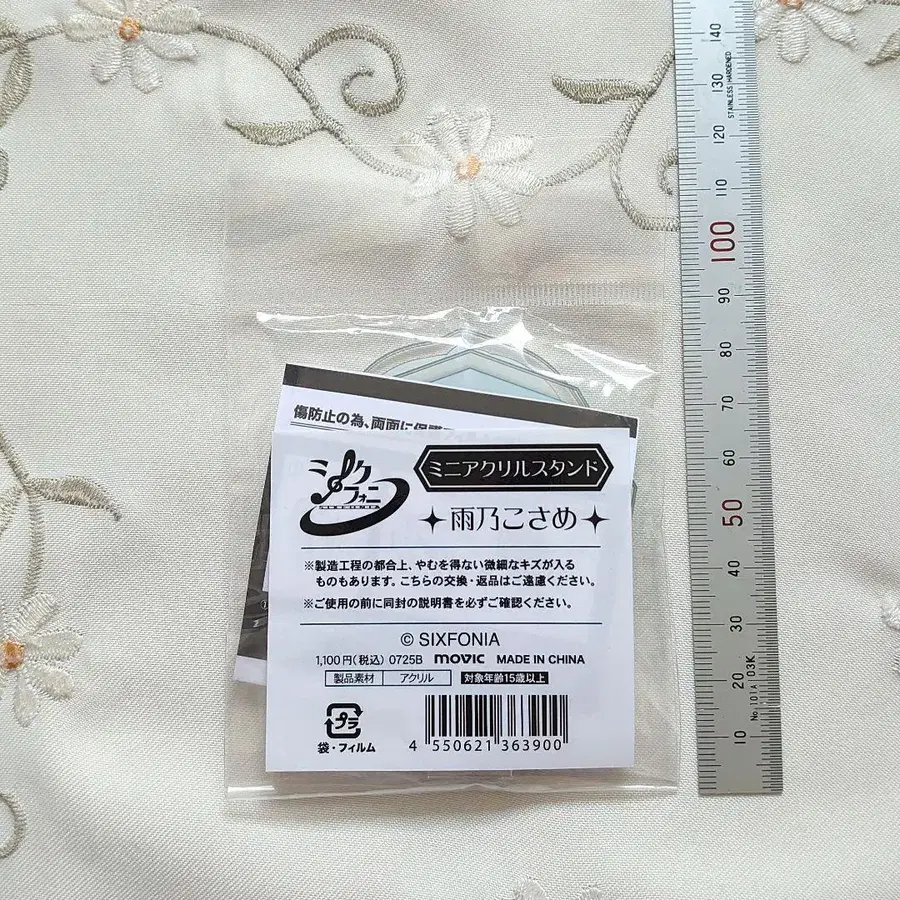 傷防止の為、両面に保護
シクフォニ
ミニアクリルスタンド
雨乃こさめ
※製造工程の都合上、やむを得ない微細なキズが入る
ものもあります。こちらの交換・返品はご遠慮ください。
※ご使用の前に同封の説明書を必ずご確認ください。
© SIXFONIA
1,100円(税込) 0725B movic MADE IN CHINA
製品素材 アクリル 対象年齢15歳以上
プラ
袋・フィルム
4 550621 363900
140
130
120
110
100
90
80
70
60
50
40
30
20
10
STAINLESS HARDENED
No.101A 03K